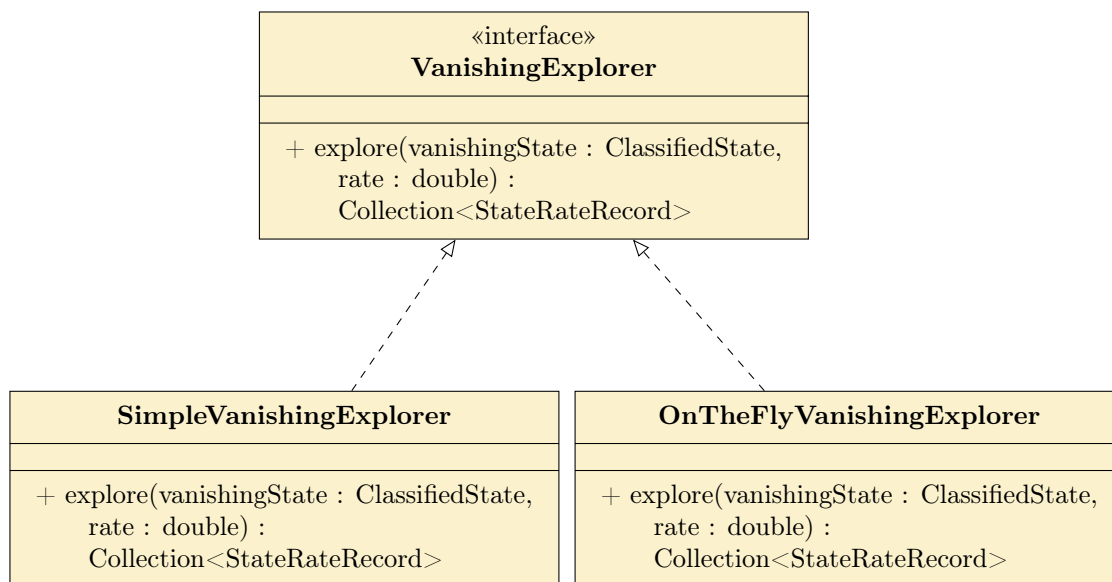 «interface»
VanishingExplorer
+ explore(vanishingState : ClassifiedState,
rate : double) :
Collection<StateRateRecord>
SimpleVanishingExplorer
+ explore(vanishingState : ClassifiedState,
rate : double) :
Collection<StateRateRecord>
OnTheFlyVanishingExplorer
+ explore(vanishingState : ClassifiedState,
rate : double) :
Collection<StateRateRecord>